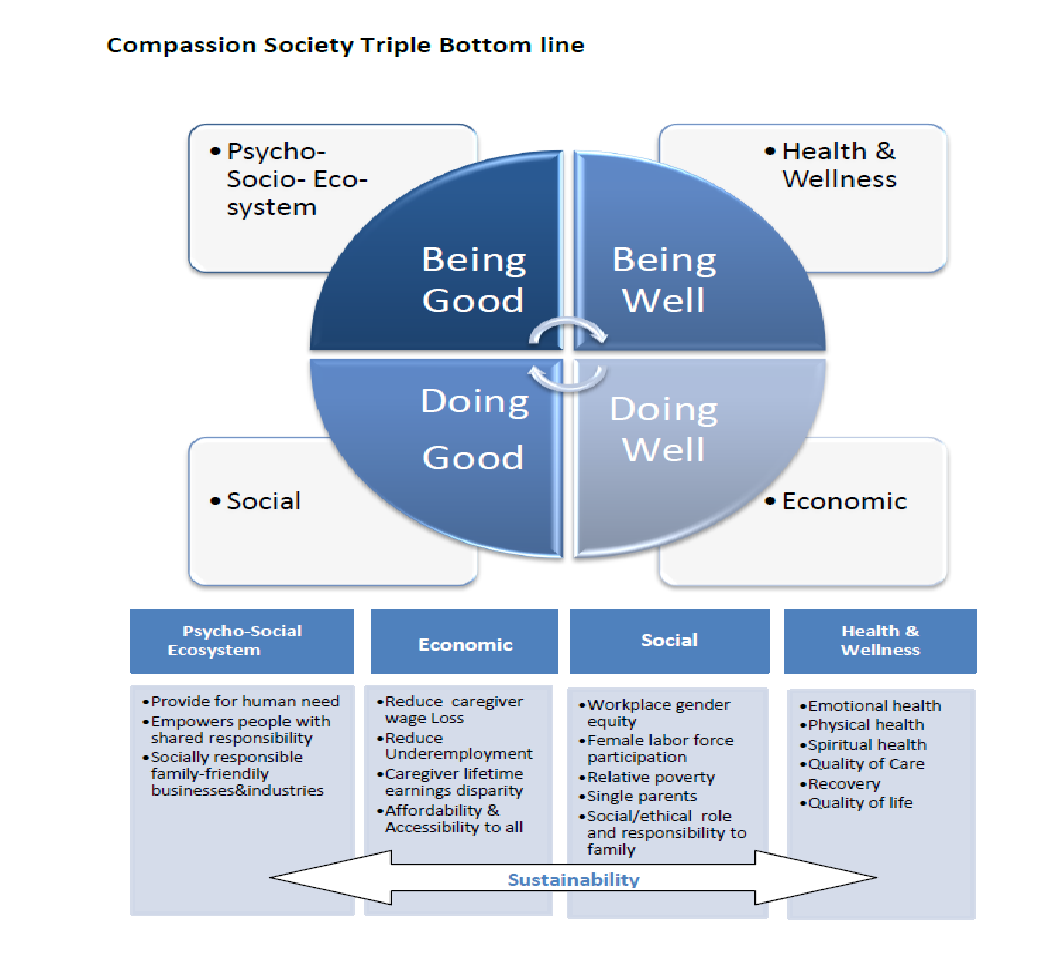 Compassion Society Triple Bottom line
•Psycho-
Socio- Eco-
system
•Health &
Wellness
Being
Good
Being
Well
Doing
Good
Doing
Well
•Social
•Economic
Psycho-Social
Ecosystem
Economic
Social
Health &
Wellness
•Provide for human need
•Empowers people with
shared responsibility
•Socially responsible
family-friendily
businesses&industries
•Reduce caregiver
wage Loss
•Reduce
Underemployment
•Caregiver lifetime
earnings disparity
•Affordability &
Accessibility to all
•Workplace gender
equity
•Female labor force
participation
•Relative poverty
•Single parents
•Social/ethical role
and responsibility to
family
•Emotional health
•Physical health
•Spiritual health
•Quality of Care
•Recovery
•Quality of life
Sustainability